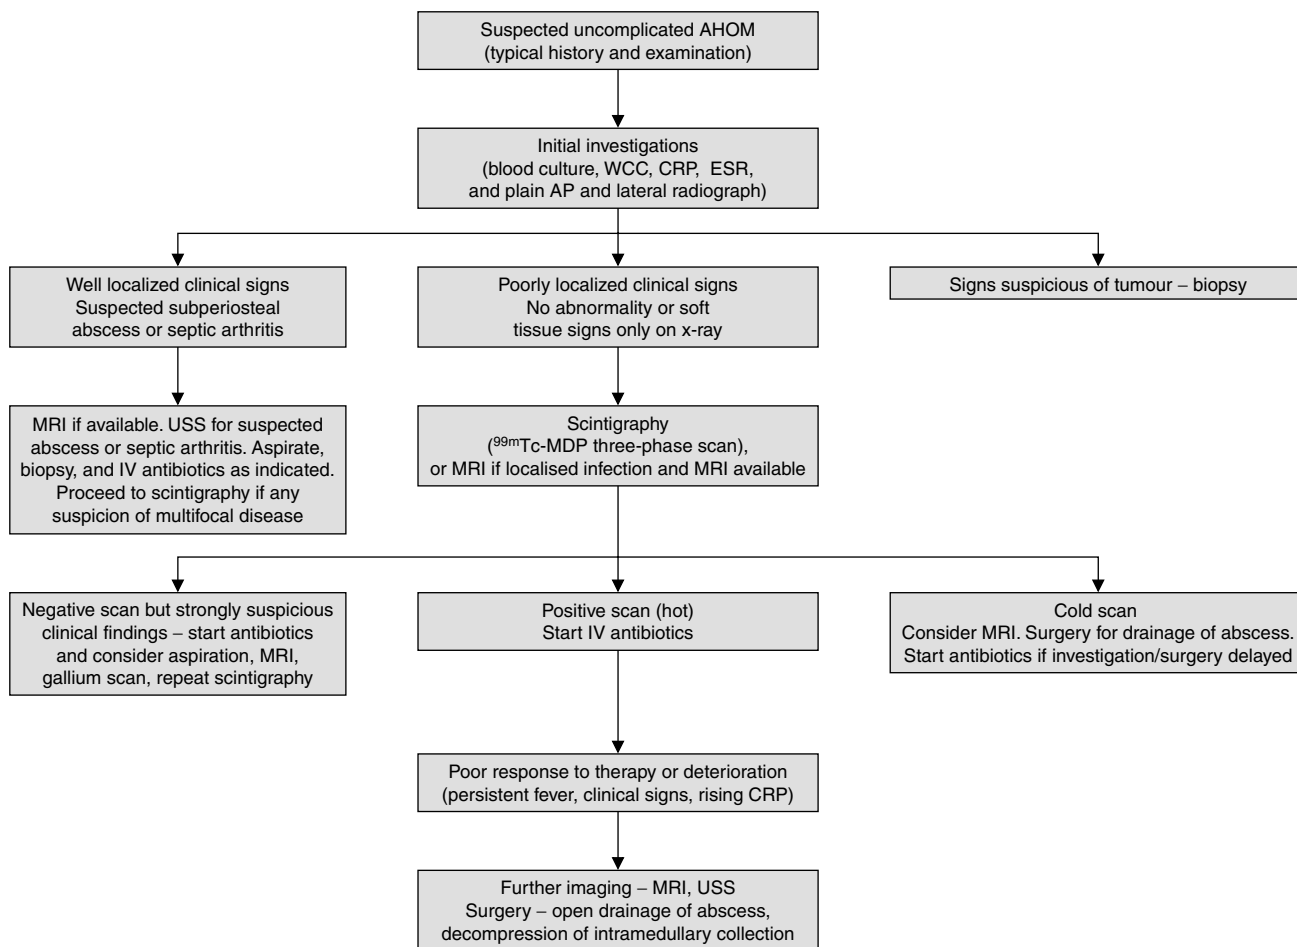 Suspected uncomplicated AHOM
(typical history and examination)
Initial investigations
(blood culture, WCC, CRP, ESR,
and plain AP and lateral radiograph)
Well localized clinical signs
Suspected subperiosteal
abscess or septic arthritis
Poorly localized clinical signs
No abnormality or soft
tissue signs only on x-ray
Signs suspicious of tumour – biopsy
MRI if available. USS for suspected
abscess or septic arthritis. Aspirate,
biopsy, and IV antibiotics as indicated.
Proceed to scintigraphy if any
suspicion of multifocal disease
Scintigraphy
(⁹⁹ᵐTc-MDP three-phase scan),
or MRI if localised infection and MRI available
Negative scan but strongly suspicious
clinical findings – start antibiotics
and consider aspiration, MRI,
gallium scan, repeat scintigraphy
Positive scan (hot)
Start IV antibiotics
Cold scan
Consider MRI. Surgery for drainage of abscess.
Start antibiotics if investigation/surgery delayed
Poor response to therapy or deterioration
(persistent fever, clinical signs, rising CRP)
Further imaging – MRI, USS
Surgery – open drainage of abscess,
decompression of intramedullary collection